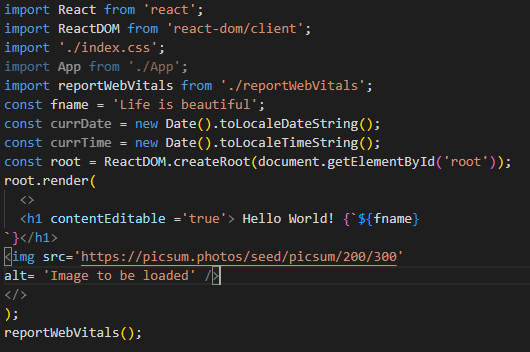 import React from 'react';
import ReactDOM from 'react-dom/client';
import './index.css';
import App from './App';
import reportWebVitals from './reportWebVitals';
const fname = 'Life is beautiful';
const currDate = new Date().toLocaleDateString();
const currTime = new Date().toLocaleTimeString();
const root = ReactDOM.createRoot(document.getElementById('root'));
root.render(
  <>
  <h1 contentEditable ='true'> Hello World! {`${fname}
`}</h1>
<img src='https://picsum.photos/seed/picsum/200/300'
alt= 'Image to be loaded' />
</>
);
reportWebVitals();